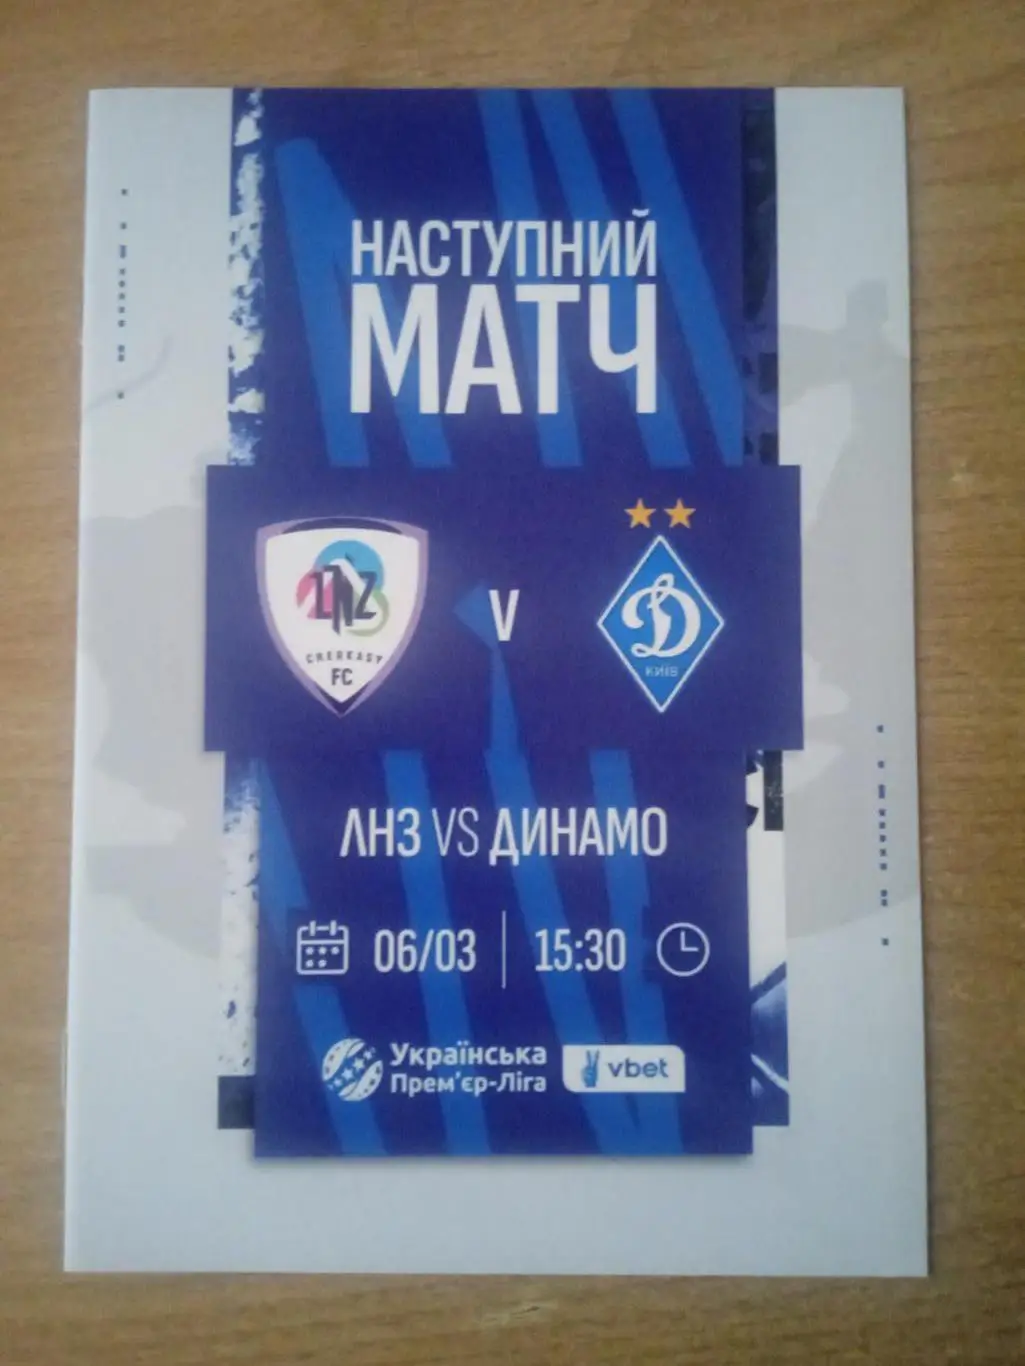 НАСТУПНИЙ
МАТЧ
LNZ
CHERKASY
FC
V
Д
КИЇВ
ЛНЗ VS ДИНАМО
06/03 15:30
Українська
Прем'єр-Ліга
vbet